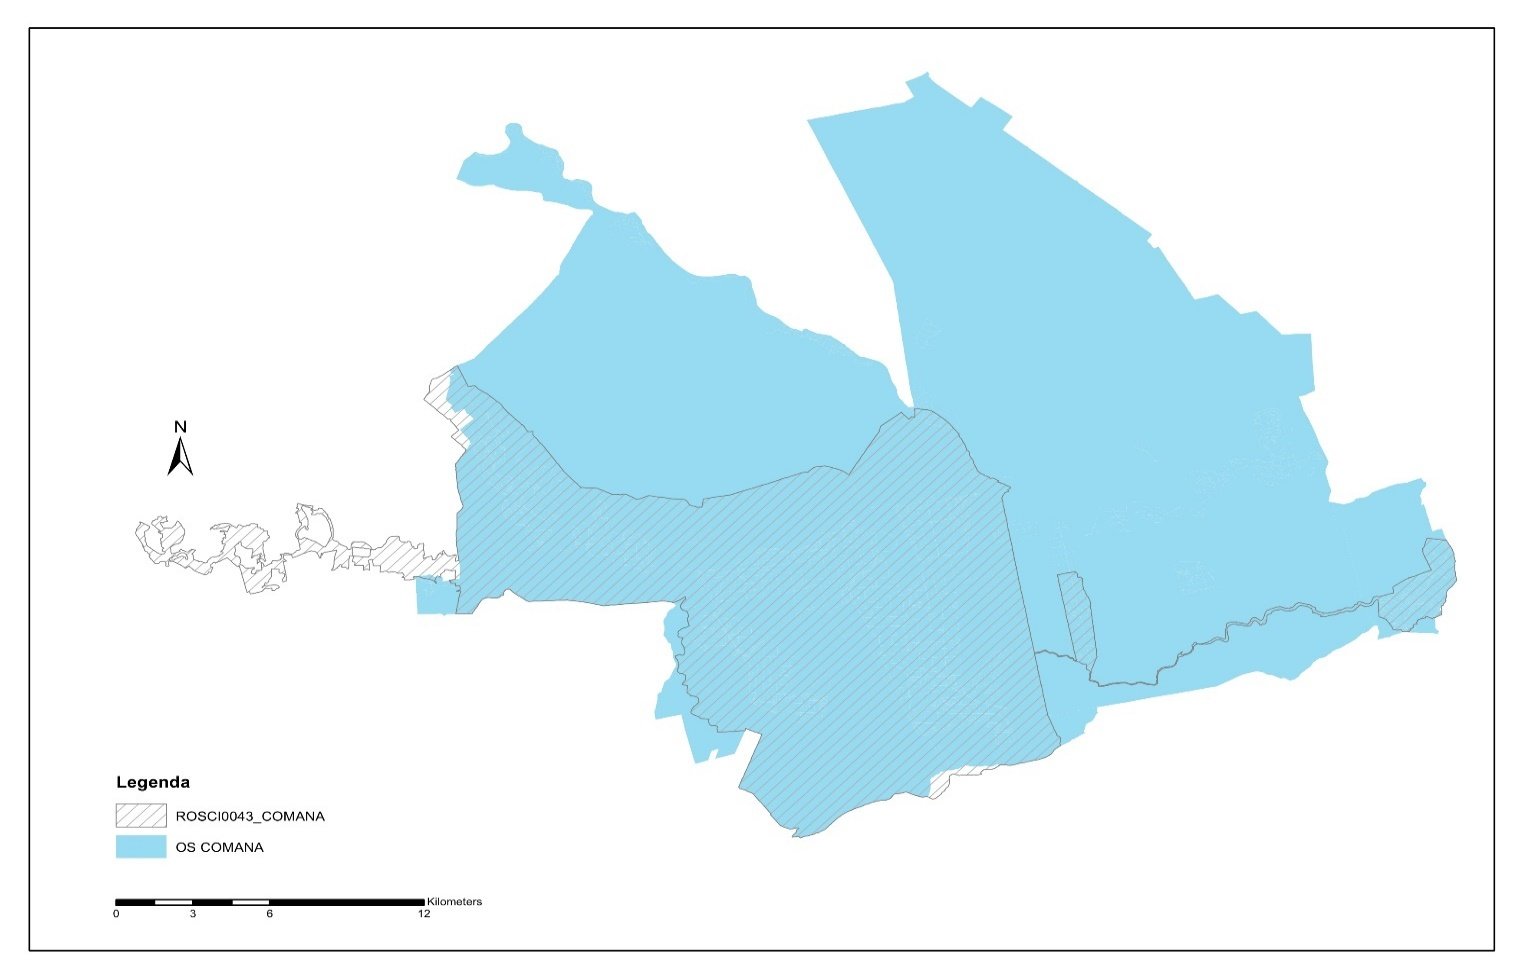 N
Legenda
ROSCI0043_COMANA
OS COMANA
Kilometers
0 3 6 12